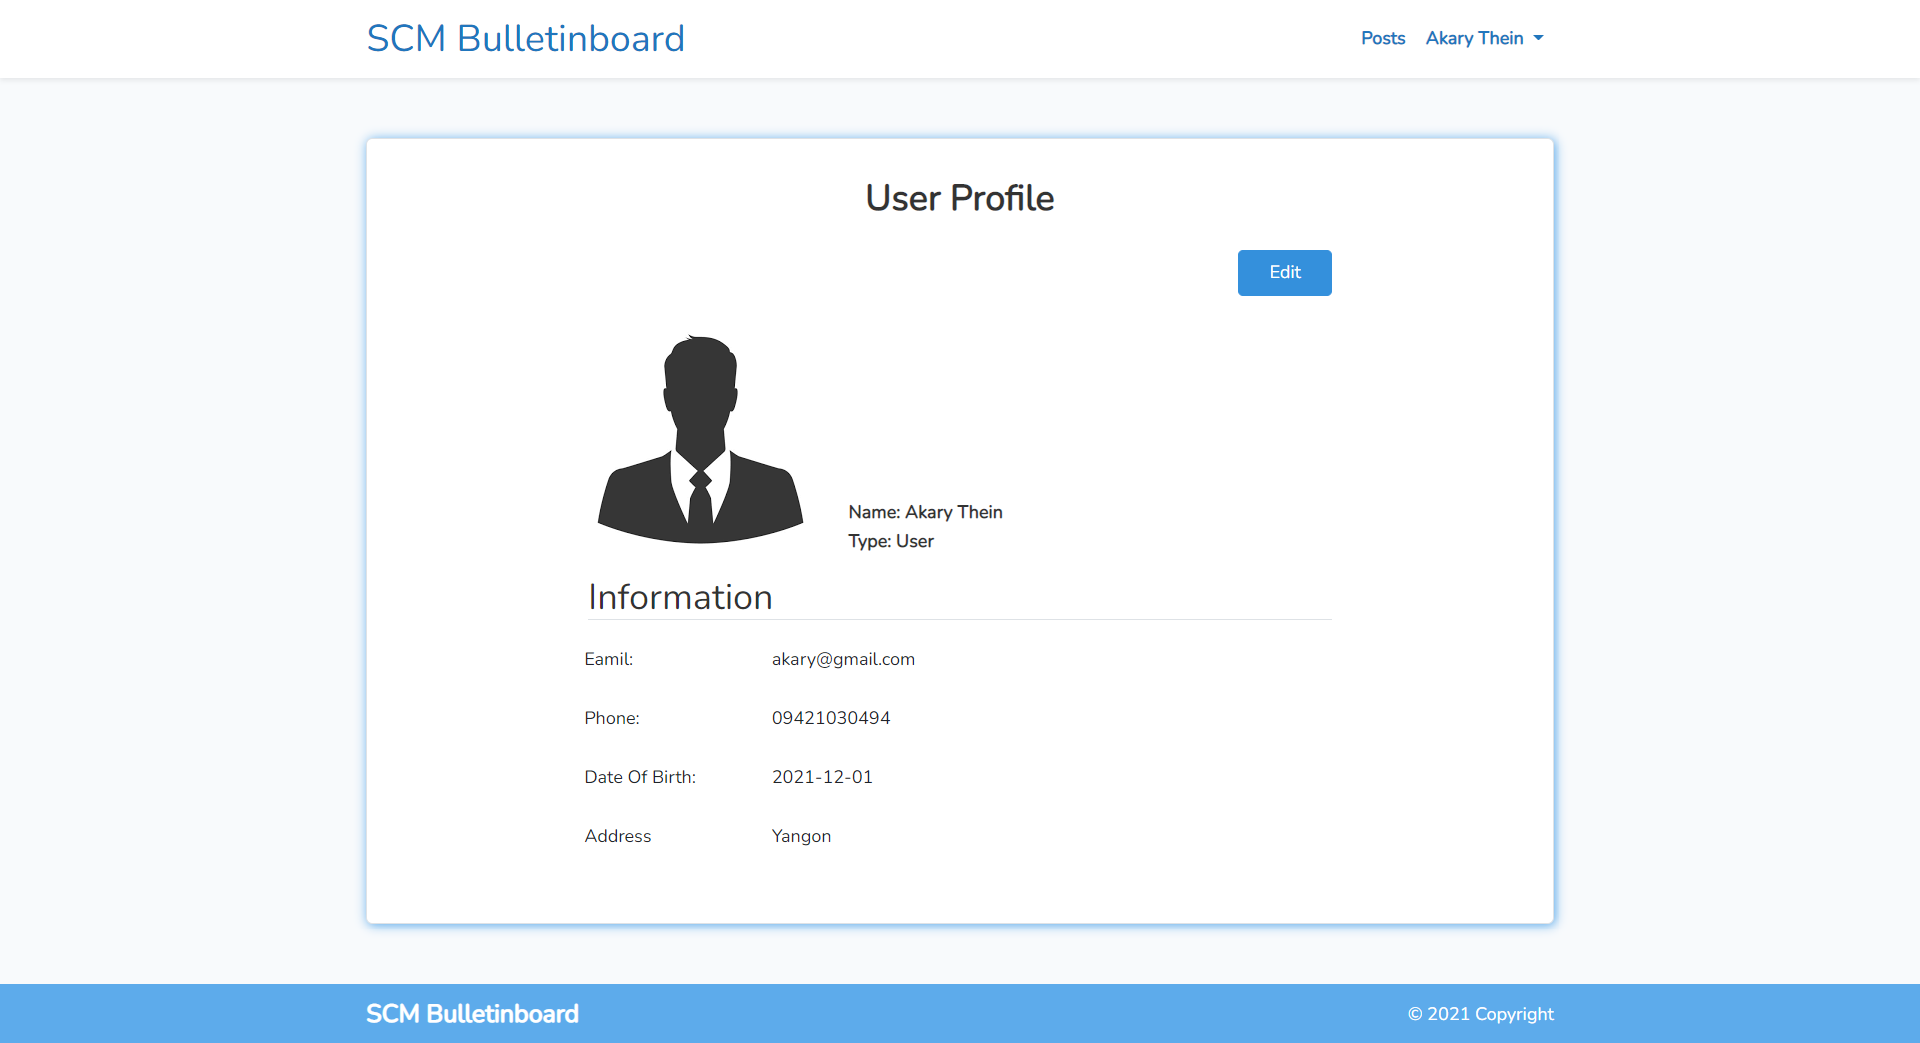 SCM Bulletinboard
Posts Akary Thein
User Profile
Edit
Name: Akary Thein
Type: User
Information
Eamil: akary@gmail.com
Phone: 09421030494
Date Of Birth: 2021-12-01
Address Yangon
SCM Bulletinboard
© 2021 Copyright